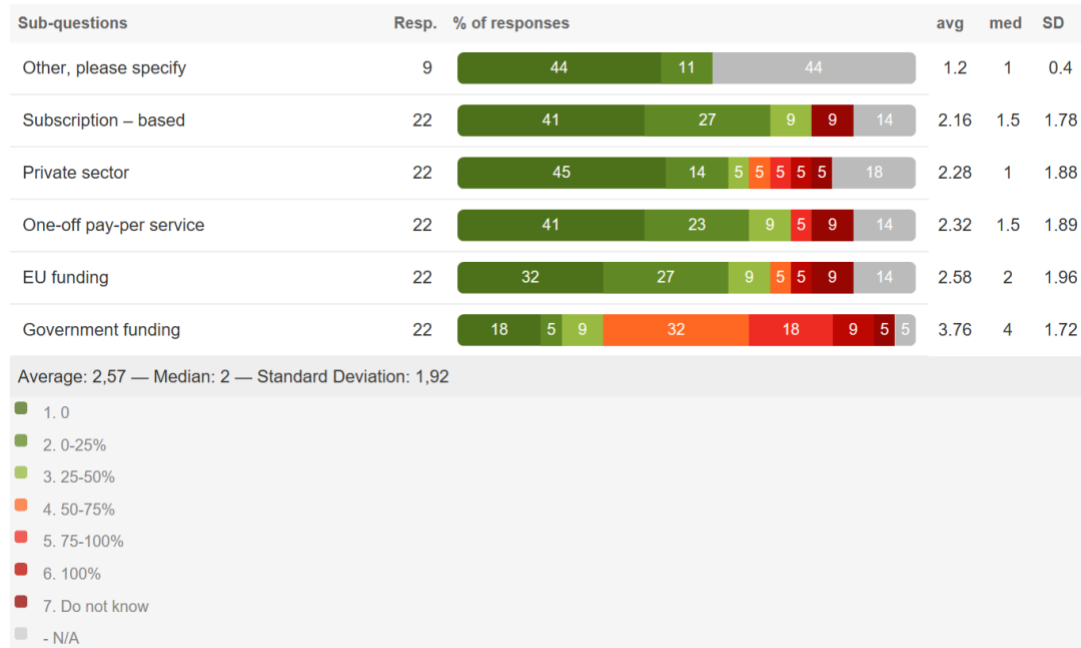 Sub-questions Resp. % of responses avg med SD
Other, please specify 9 44 11 44 1.2 1 0.4
Subscription – based 22 41 27 9 9 14 2.16 1.5 1.78
Private sector 22 45 14 5 5 5 5 5 18 2.28 1 1.88
One-off pay-per service 22 41 23 9 5 9 14 2.32 1.5 1.89
EU funding 22 32 27 9 5 5 9 14 2.58 2 1.96
Government funding 22 18 5 9 32 18 9 5 5 3.76 4 1.72
Average: 2,57 — Median: 2 — Standard Deviation: 1,92
1. 0
2. 0-25%
3. 25-50%
4. 50-75%
5. 75-100%
6. 100%
7. Do not know
- N/A